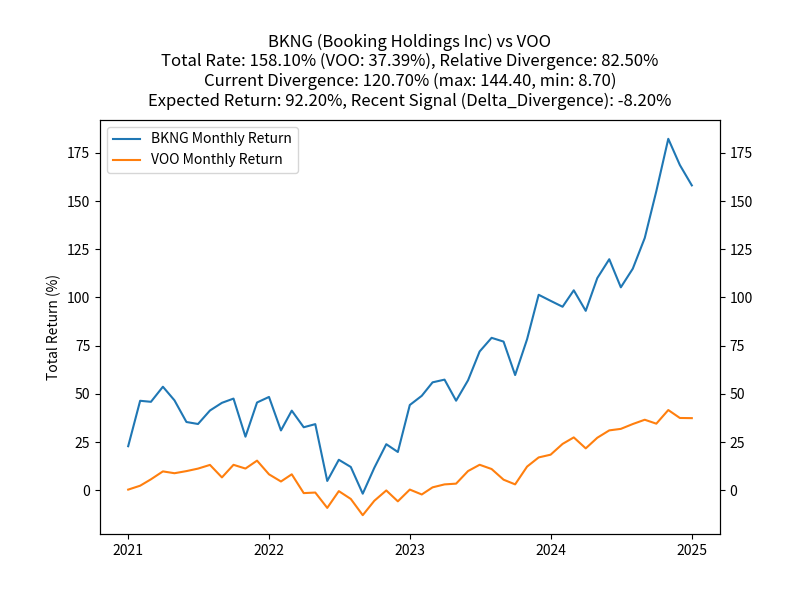 BKNG (Booking Holdings Inc) vs VOO
Total Rate: 158.10% (VOO: 37.39%), Relative Divergence: 82.50%
Current Divergence: 120.70% (max: 144.40, min: 8.70)
Expected Return: 92.20%, Recent Signal (Delta_Divergence): -8.20%
BKNG Monthly Return
VOO Monthly Return
Total Return (%)
175
150
125
100
75
50
25
0
175
150
125
100
75
50
25
0
2021 2022 2023 2024 2025